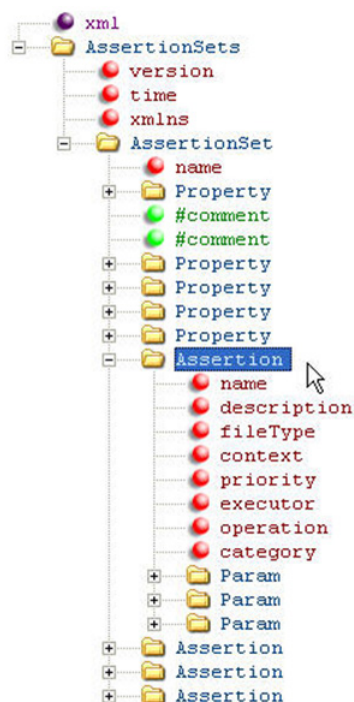 xml
AssertionSets
version
time
xmlns
AssertionSet
name
Property
#comment
#comment
Property
Property
Property
Property
Assertion
name
description
fileType
context
priority
executor
operation
category
Param
Param
Param
Assertion
Assertion
Assertion